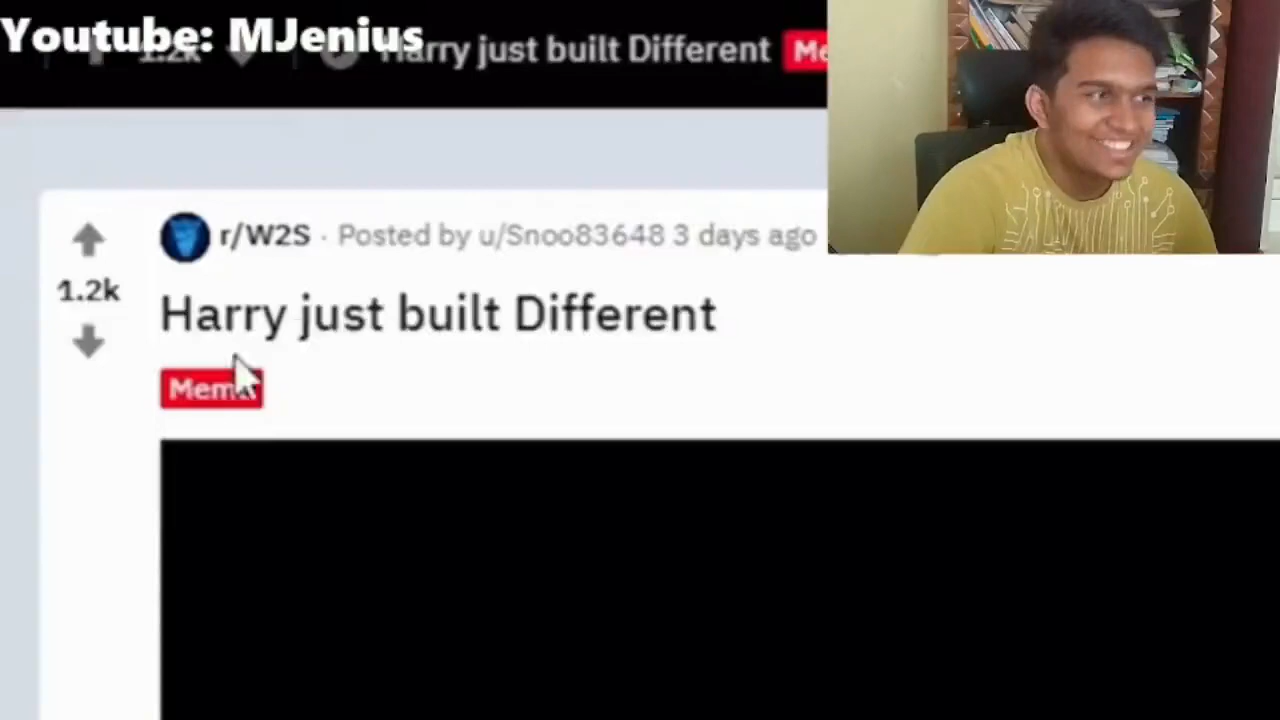 Youtube: MJenius
1.2k Harry just built Different Me
r/W2S · Posted by u/Snoo83648 3 days ago
1.2k
Harry just built Different
Meme